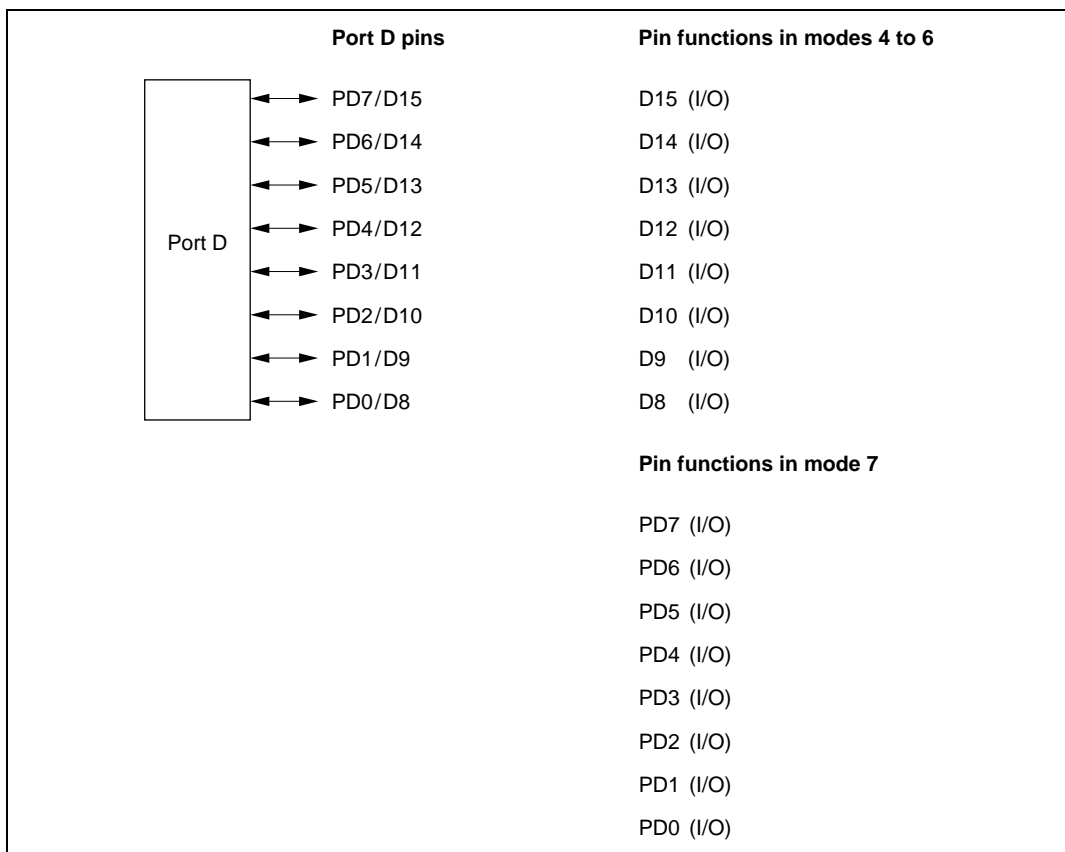 Port D pins Pin functions in modes 4 to 6
PD7/D15 D15 (I/O)
PD6/D14 D14 (I/O)
PD5/D13 D13 (I/O)
PD4/D12 D12 (I/O)
Port D
PD3/D11 D11 (I/O)
PD2/D10 D10 (I/O)
PD1/D9 D9 (I/O)
PD0/D8 D8 (I/O)
Pin functions in mode 7
PD7 (I/O)
PD6 (I/O)
PD5 (I/O)
PD4 (I/O)
PD3 (I/O)
PD2 (I/O)
PD1 (I/O)
PD0 (I/O)